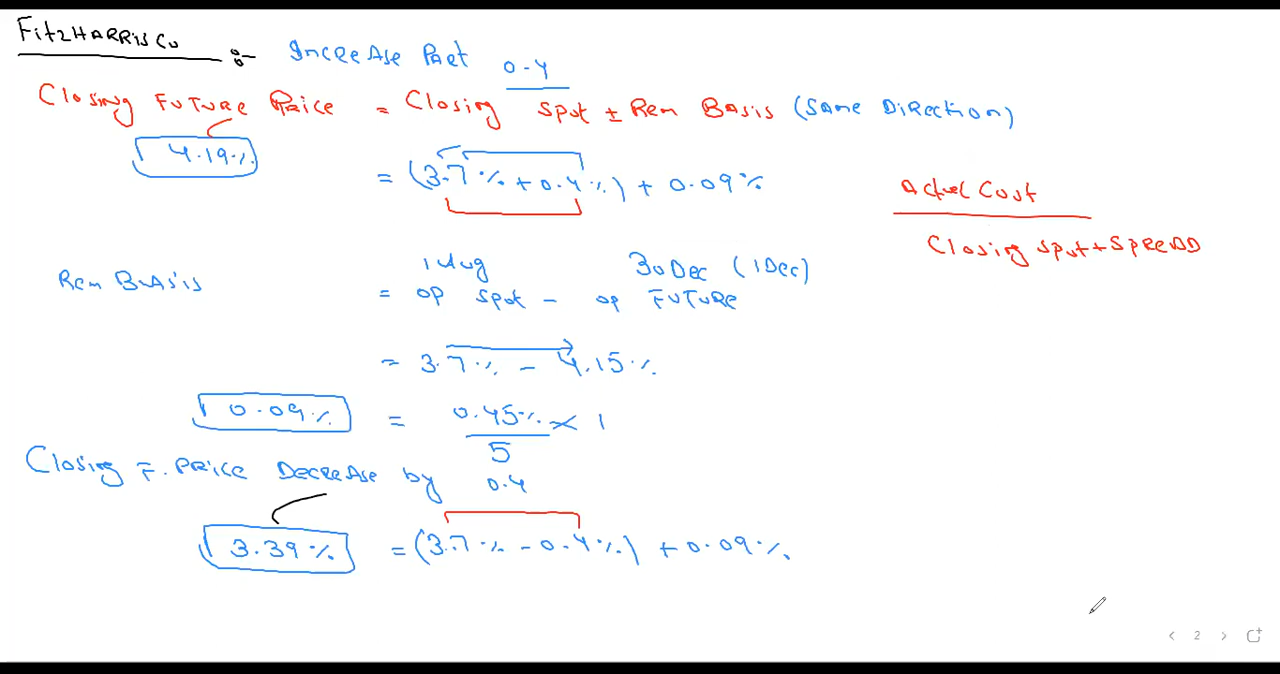 FitzHARRIS Co :- IncreAse Part 0.4
Closing FuTuRe PRice = Closing Spot ± Rem BASis (SAme Direction)
4.19% = (3.7% + 0.4%) + 0.09%
Actual Cost
Closing Spot + SpreAD
1 Aug 30 Dec (1 Dec)
Rem BAsis = op spot - op FuTuRe
= 3.7% - 4.15%
0.09% = 0.45% × 1
5
Closing F. PRice DecreAse by 0.4
3.39% = (3.7% - 0.4%) + 0.09%
2